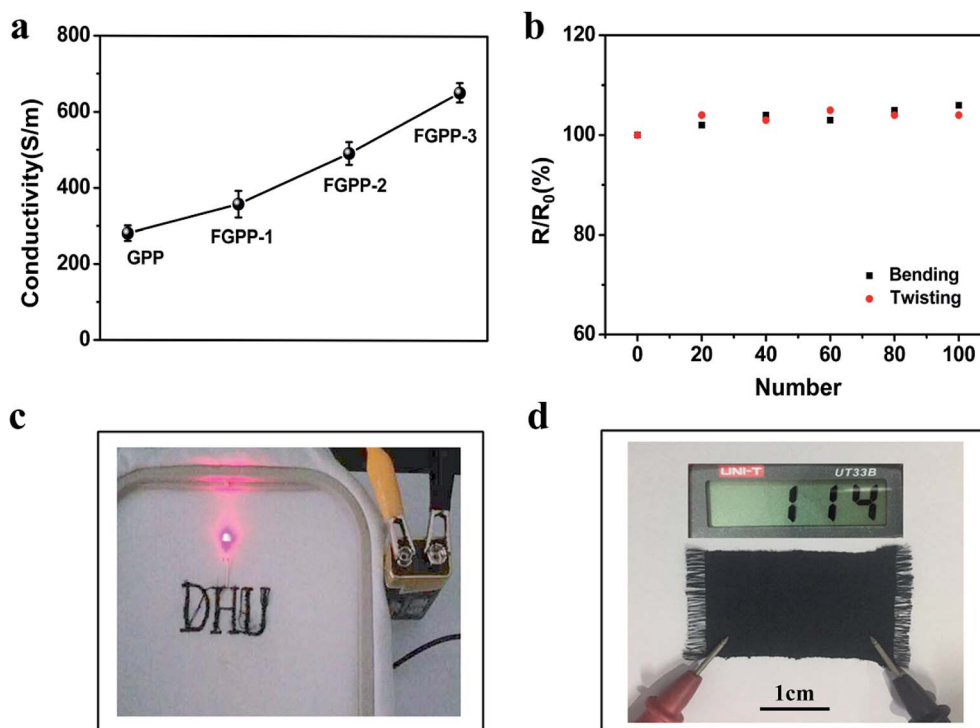 a
Conductivity(S/m)
800
600
400
200
0
GPP
FGPP-1
FGPP-2
FGPP-3
b
R/R₀(%)
120
100
80
60
0 20 40 60 80 100
Number
Bending
Twisting
c
DHU
d
UNI-T UT33B
114
1cm